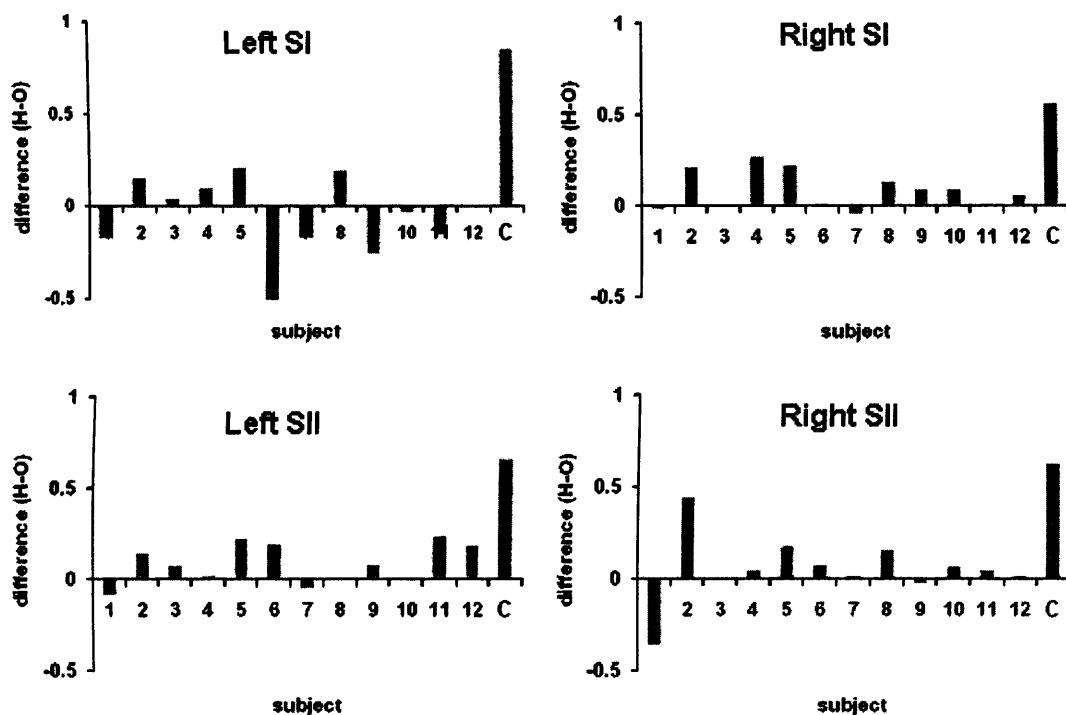 Left SI
difference (H-O)
1
0.5
0
-0.5
2 3 4 5 8 10 11 12 C
subject
Right SI
difference (H-O)
1
0.5
0
-0.5
1 2 3 4 5 6 7 8 9 10 11 12 C
subject
Left SII
difference (H-O)
1
0.5
0
-0.5
1 2 3 4 5 6 7 8 9 10 11 12 C
subject
Right SII
difference (H-O)
1
0.5
0
-0.5
2 3 4 5 6 7 8 9 10 11 12 C
subject